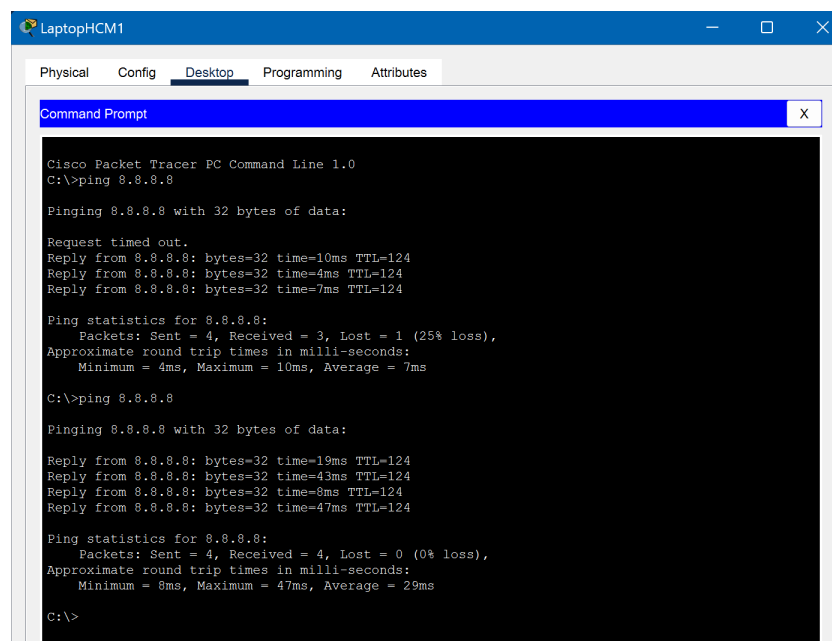 LaptopHCM1
Physical Config Desktop Programming Attributes
Command Prompt X
Cisco Packet Tracer PC Command Line 1.0
C:\>ping 8.8.8.8
Pinging 8.8.8.8 with 32 bytes of data:
Request timed out.
Reply from 8.8.8.8: bytes=32 time=10ms TTL=124
Reply from 8.8.8.8: bytes=32 time=4ms TTL=124
Reply from 8.8.8.8: bytes=32 time=7ms TTL=124
Ping statistics for 8.8.8.8:
Packets: Sent = 4, Received = 3, Lost = 1 (25% loss),
Approximate round trip times in milli-seconds:
Minimum = 4ms, Maximum = 10ms, Average = 7ms
C:\>ping 8.8.8.8
Pinging 8.8.8.8 with 32 bytes of data:
Reply from 8.8.8.8: bytes=32 time=19ms TTL=124
Reply from 8.8.8.8: bytes=32 time=43ms TTL=124
Reply from 8.8.8.8: bytes=32 time=8ms TTL=124
Reply from 8.8.8.8: bytes=32 time=47ms TTL=124
Ping statistics for 8.8.8.8:
Packets: Sent = 4, Received = 4, Lost = 0 (0% loss),
Approximate round trip times in milli-seconds:
Minimum = 8ms, Maximum = 47ms, Average = 29ms
C:\>